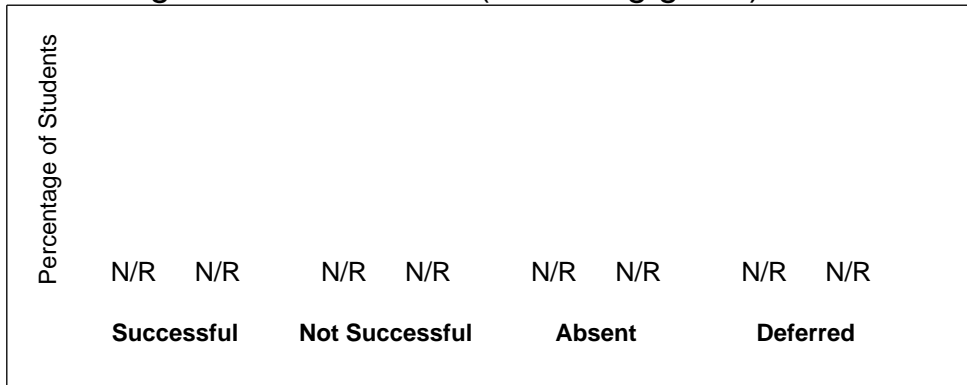 Percentage of Students
N/R N/R N/R N/R N/R N/R N/R N/R
Successful Not Successful Absent Deferred